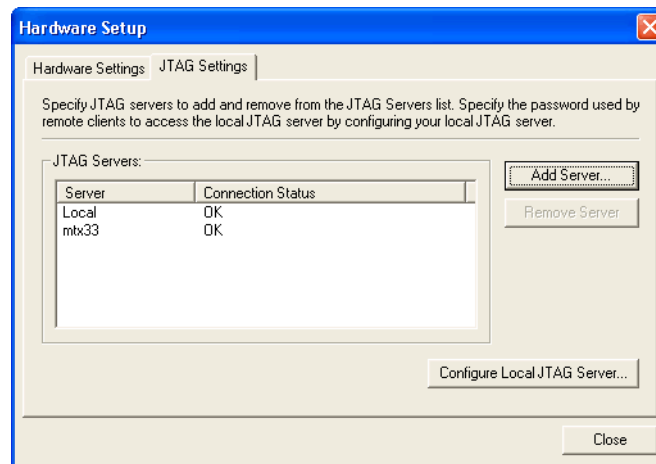 Hardware Setup
Hardware Settings JTAG Settings
Specify JTAG servers to add and remove from the JTAG Servers list. Specify the password used by
remote clients to access the local JTAG server by configuring your local JTAG server.
JTAG Servers:
Server Connection Status
Local OK
mtx33 OK
Add Server...
Remove Server
Configure Local JTAG Server...
Close